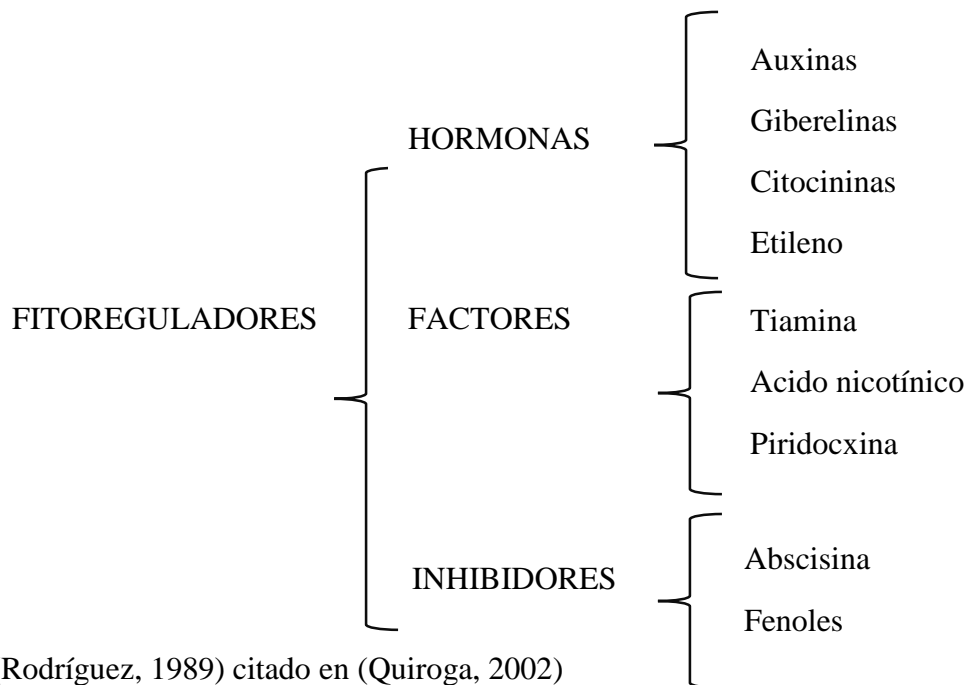 Auxinas
Giberelinas
HORMONAS
Citocininas
Etileno
FITOREGULADORES
FACTORES
Tiamina
Acido nicotínico
Piridocxina
Abscisina
INHIBIDORES
Fenoles
Rodríguez, 1989) citado en (Quiroga, 2002)